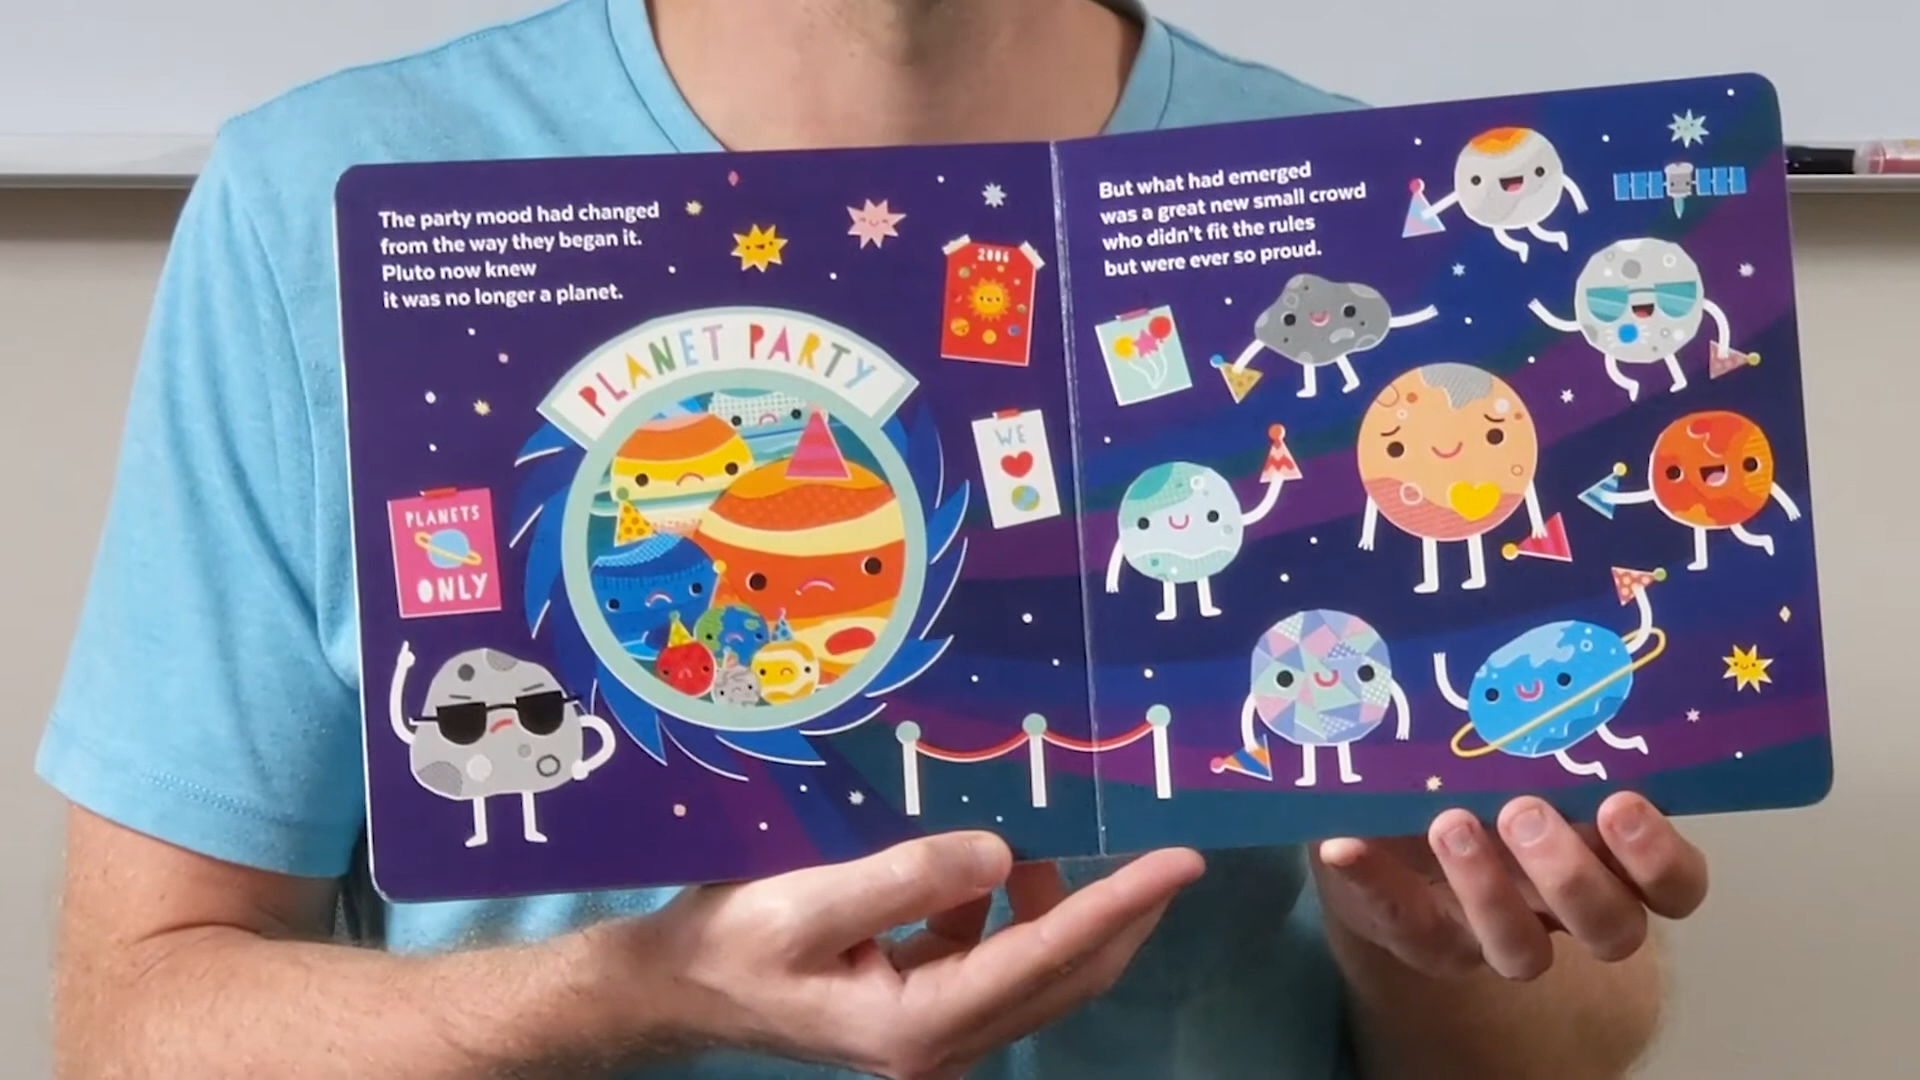 The party mood had changed
from the way they began it.
Pluto now knew
it was no longer a planet.
2006
PLANET PARTY
WE
PLANETS
ONLY
But what had emerged
was a great new small crowd
who didn't fit the rules
but were ever so proud.